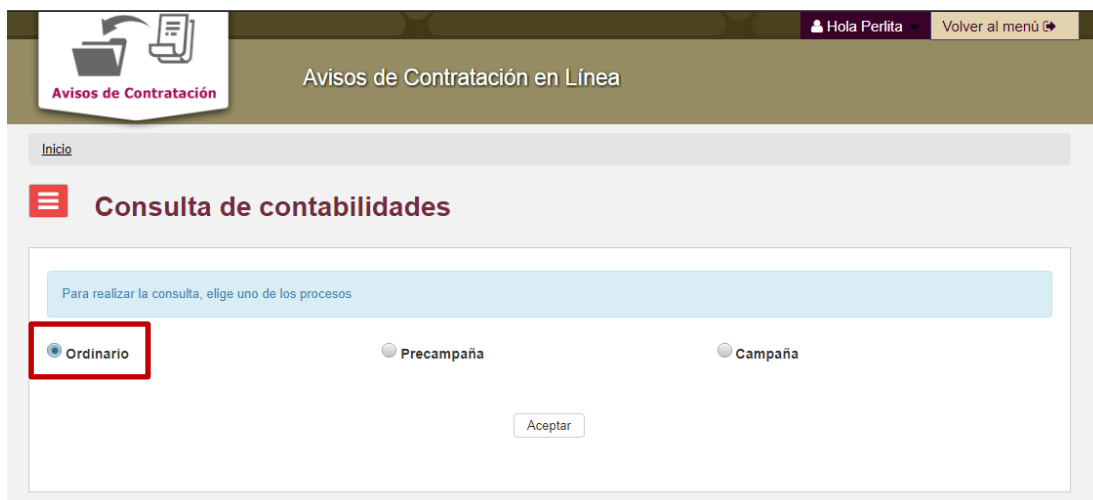 Hola Perlita
Volver al menú
Avisos de Contratación
Avisos de Contratación en Línea
Inicio
Consulta de contabilidades
Para realizar la consulta, elige uno de los procesos
Ordinario
Precampaña
Campaña
Aceptar